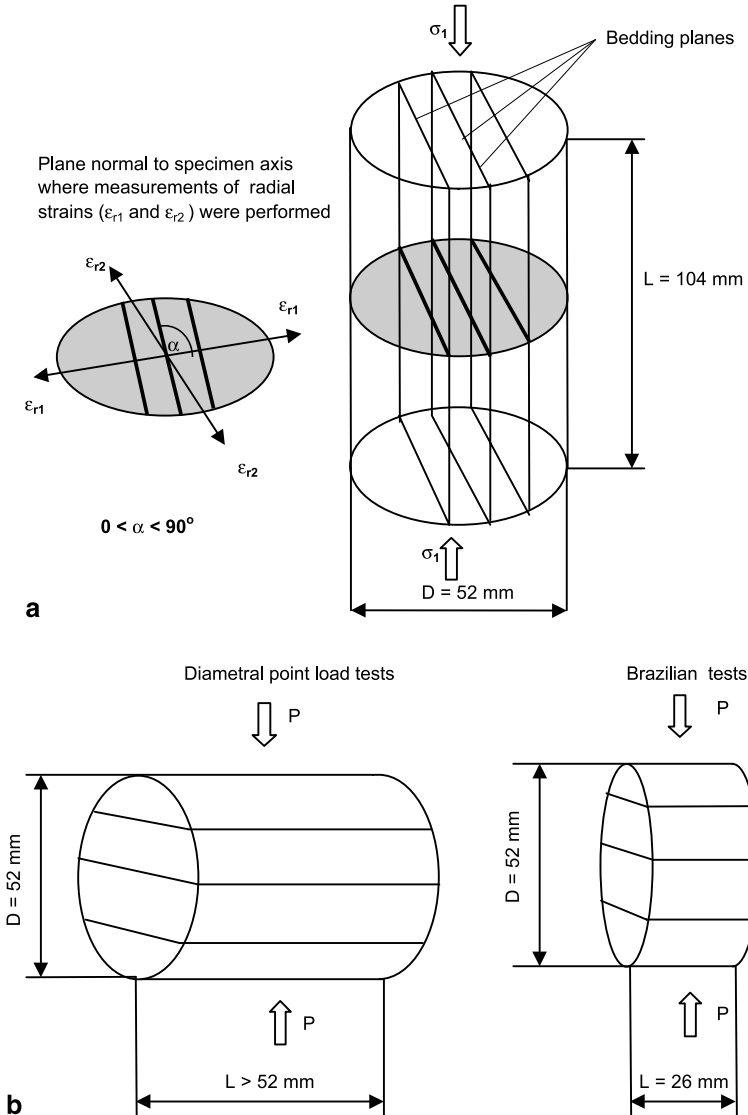 σ1
Bedding planes
Plane normal to specimen axis
where measurements of radial
strains (εr1 and εr2 ) were performed
εr2
εr1
α
εr1
εr2
0 < α < 90°
L = 104 mm
σ1
D = 52 mm
a
Diametral point load tests
P
D = 52 mm
P
L > 52 mm
Brazilian tests
P
D = 52 mm
P
L = 26 mm
b